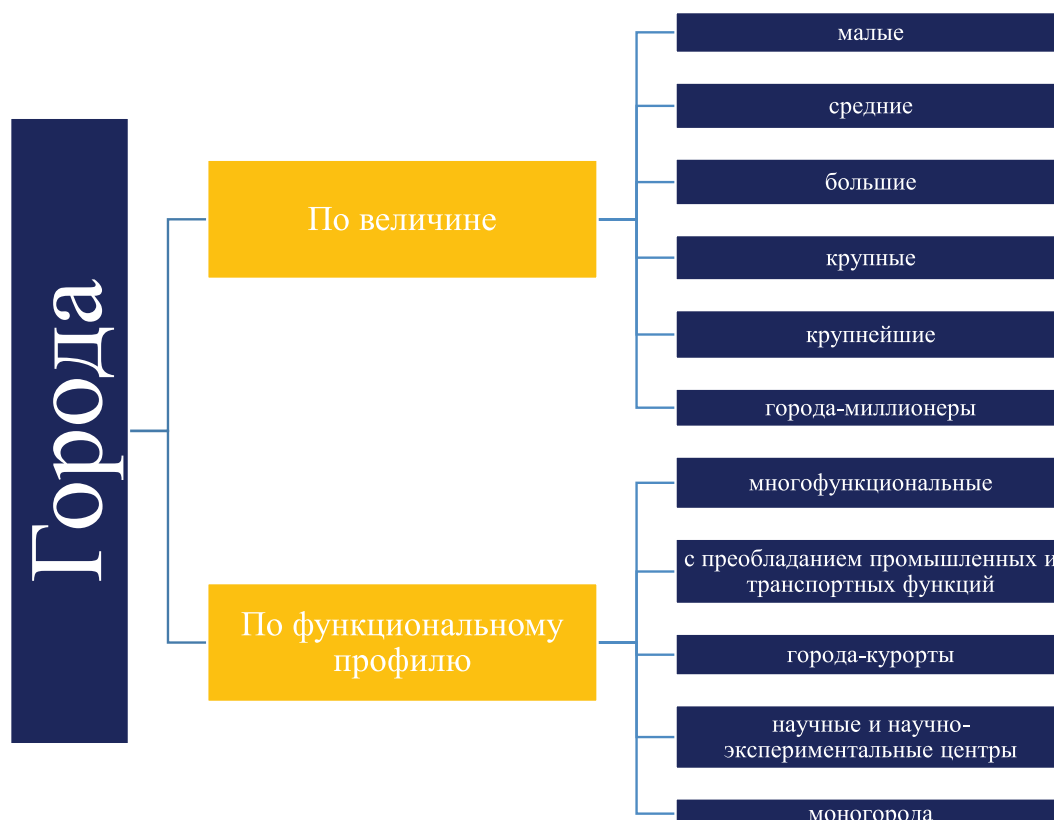 Города
По величине
малые
средние
большие
крупные
крупнейшие
города-миллионеры
По функциональному
профилю
многофункциональные
с преобладанием промышленных и
транспортных функций
города-курорты
научные и научно-
экспериментальные центры
моногорода